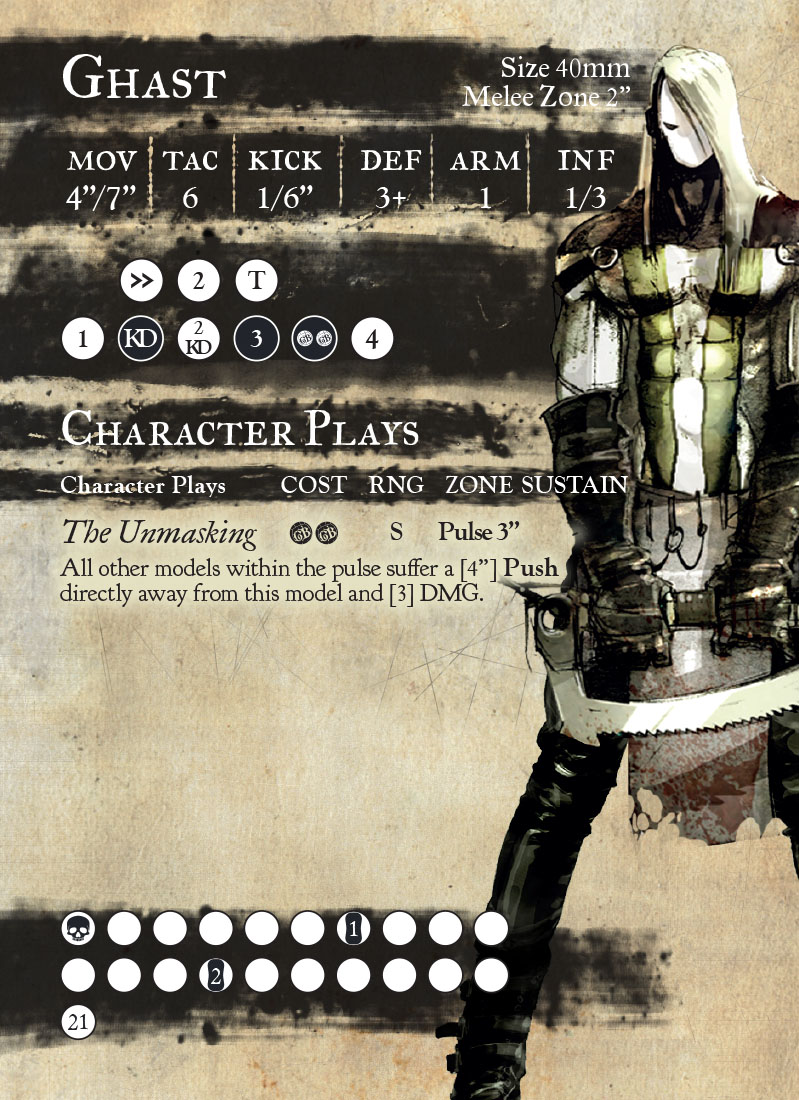 Ghast
Size 40mm
Melee Zone 2”
MOV TAC KICK DEF ARM INF
4”/7” 6 1/6” 3+ 1 1/3
>> 2 T
1 KD 2 KD 3 GB GB 4
Character Plays
Character Plays COST RNG ZONE SUSTAIN
The Unmasking GB GB S Pulse 3”
All other models within the pulse suffer a [4”] Push
directly away from this model and [3] DMG.
1
2
21